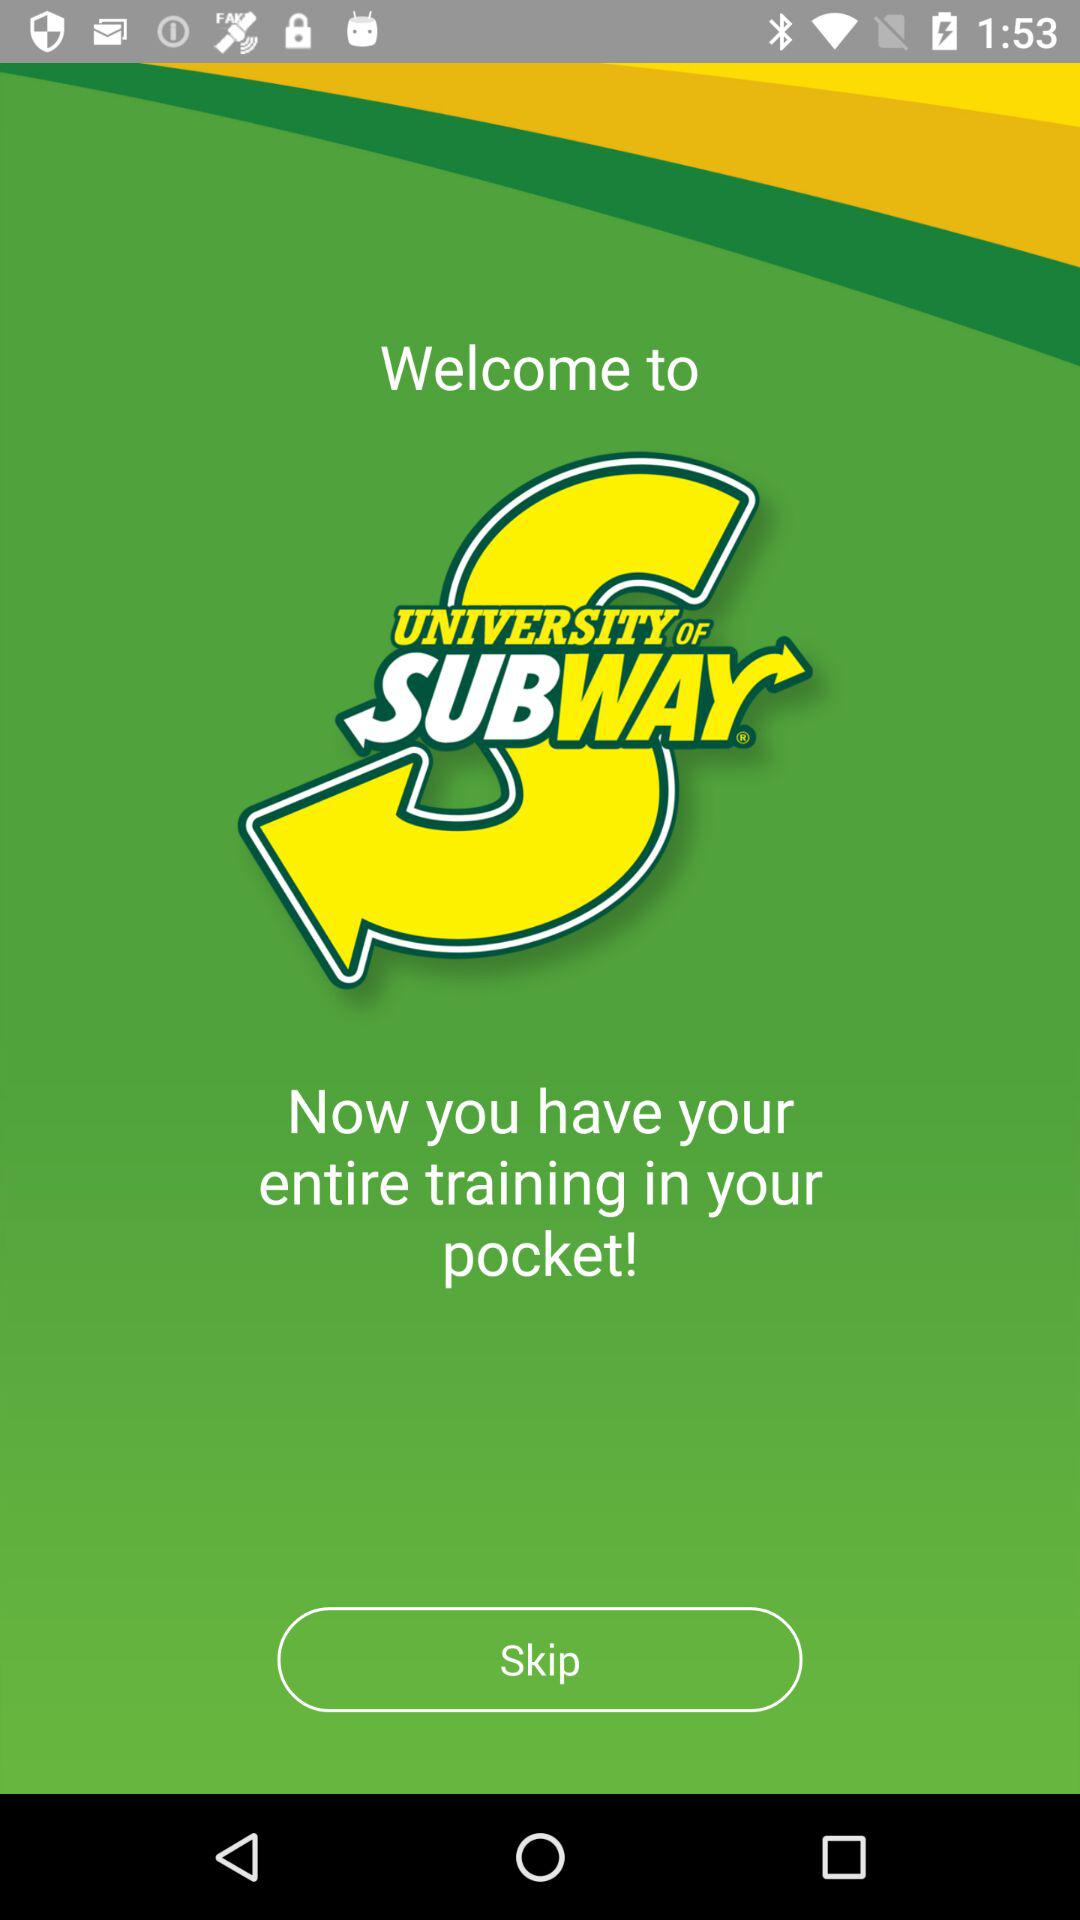 FAKE
1:53
Welcome to
UNIVERSITY OF
SUBWAY®
Now you have your
entire training in your
pocket!
Skip